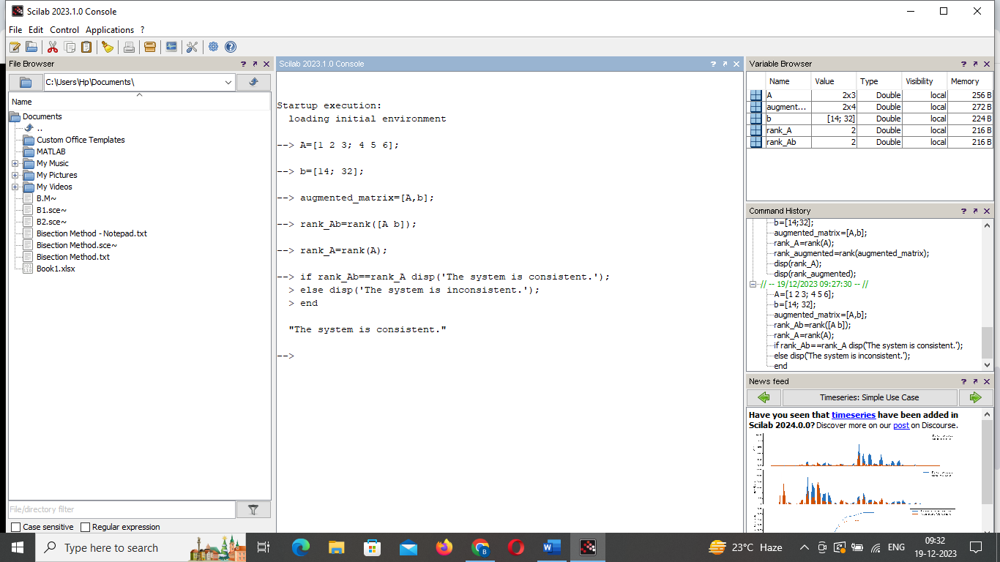 Scilab 2023.1.0 Console
File Edit Control Applications ?
File Browser
C:\Users\Hp\Documents\
Name
Documents
..
Custom Office Templates
MATLAB
My Music
My Pictures
My Videos
B.M~
B1.sce~
B2.sce~
Bisection Method - Notepad.txt
Bisection Method.sce~
Bisection Method.txt
Book1.xlsx
File/directory filter
Case sensitive Regular expression
Scilab 2023.1.0 Console
Startup execution:
loading initial environment
--> A=[1 2 3; 4 5 6];
--> b=[14; 32];
--> augmented_matrix=[A,b];
--> rank_Ab=rank([A b]);
--> rank_A=rank(A);
--> if rank_Ab==rank_A disp('The system is consistent.');
> else disp('The system is inconsistent.');
> end
"The system is consistent."
-->
Variable Browser
Name Value Type Visibility Memory
A 2x3 Double local 256 B
augment... 2x4 Double local 272 B
b [14; 32] Double local 224 B
rank_A 2 Double local 216 B
rank_Ab 2 Double local 216 B
Command History
b=[14;32];
augmented_matrix=[A,b];
rank_A=rank(A);
rank_augmented=rank(augmented_matrix);
disp(rank_A);
disp(rank_augmented);
// -- 19/12/2023 09:27:30 -- //
A=[1 2 3; 4 5 6];
b=[14; 32];
augmented_matrix=[A,b];
rank_Ab=rank([A b]);
rank_A=rank(A);
if rank_Ab==rank_A disp('The system is consistent.');
else disp('The system is inconsistent.');
end
News feed
Timeseries: Simple Use Case
Have you seen that timeseries have been added in
Scilab 2024.0.0? Discover more on our post on Discourse.
Type here to search
23°C Haze
ENG
09:32
19-12-2023